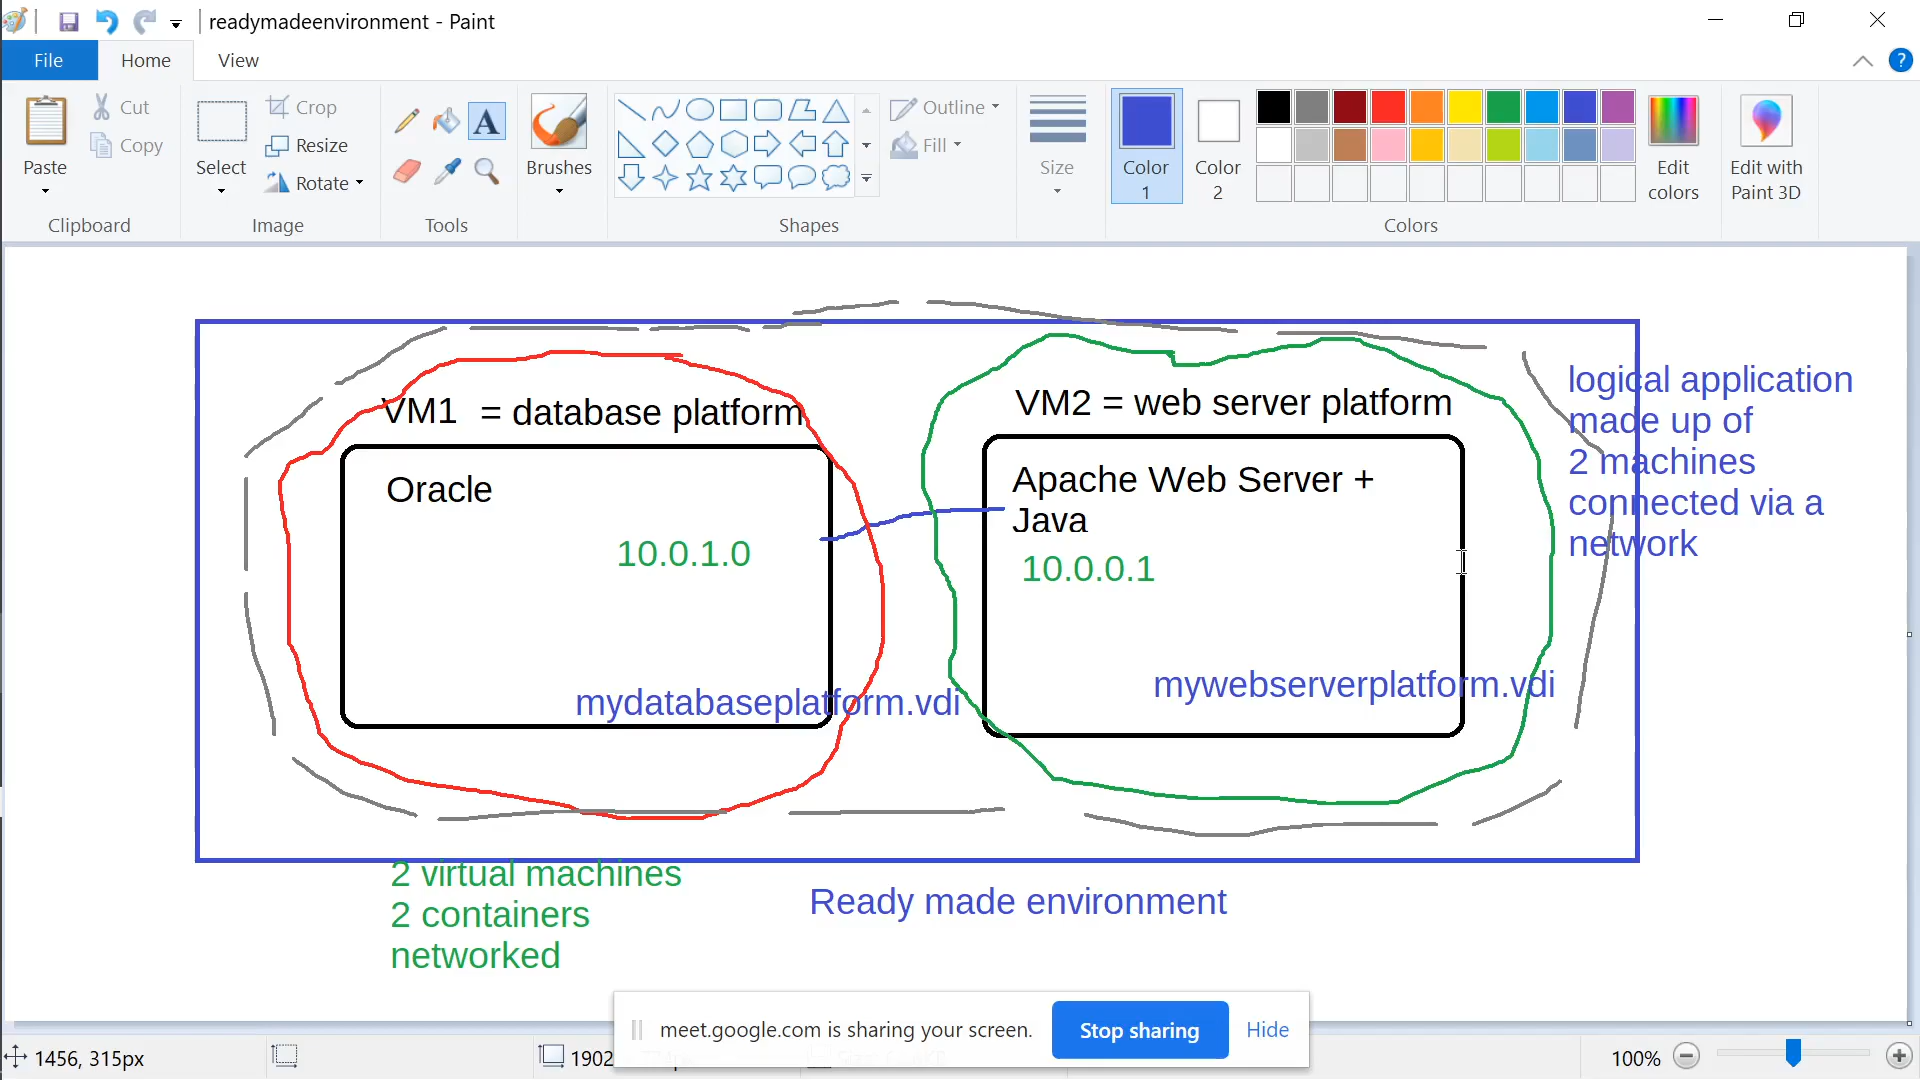 readymadeenvironment - Paint
File
Home
View
Paste
Cut
Copy
Clipboard
Select
Crop
Resize
Rotate
Image
A
Tools
Brushes
Shapes
Outline
Fill
Size
Color
1
Color
2
Colors
Edit
colors
Edit with
Paint 3D
?
VM1 = database platform
Oracle
10.0.1.0
mydatabaseplatform.vdi
VM2 = web server platform
Apache Web Server +
Java
10.0.0.1
mywebserverplatform.vdi
logical application
made up of
2 machines
connected via a
network
2 virtual machines
2 containers
networked
Ready made environment
meet.google.com is sharing your screen.
Stop sharing
Hide
1456, 315px
1902
100%